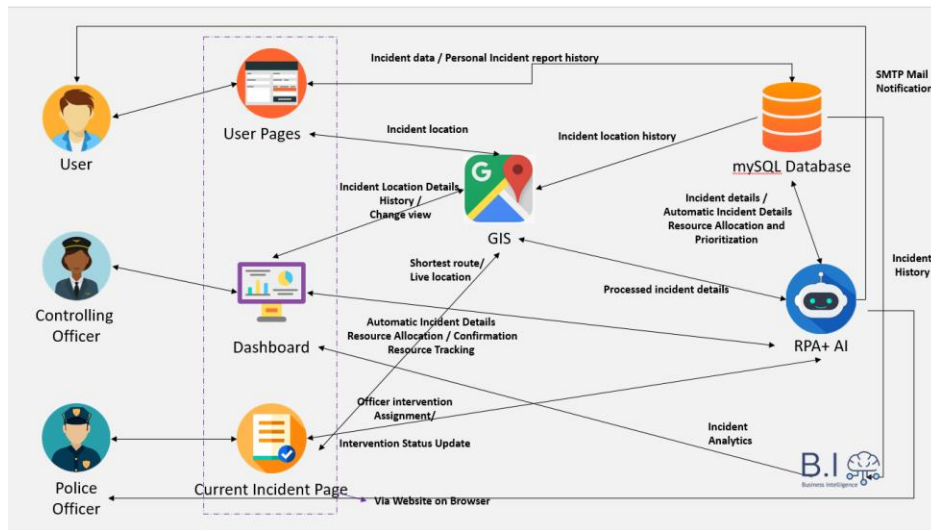 Incident data / Personal Incident report history
SMTP Mail
Notification
User
User Pages
Incident location
Incident location history
mySQL Database
G
Incident Location Details
History /
Change view
GIS
Incident details /
Automatic Incident Details
Resource Allocation and
Prioritization
Incident
History
Shortest route/
Live location
Processed incident details
Controlling
Officer
Dashboard
Automatic Incident Details
Resource Allocation / Confirmation
Resource Tracking
RPA+ AI
Officer intervention
Assignment/
Intervention Status Update
Incident
Analytics
B.I
Business Intelligence
Police
Officer
Current Incident Page
Via Website on Browser